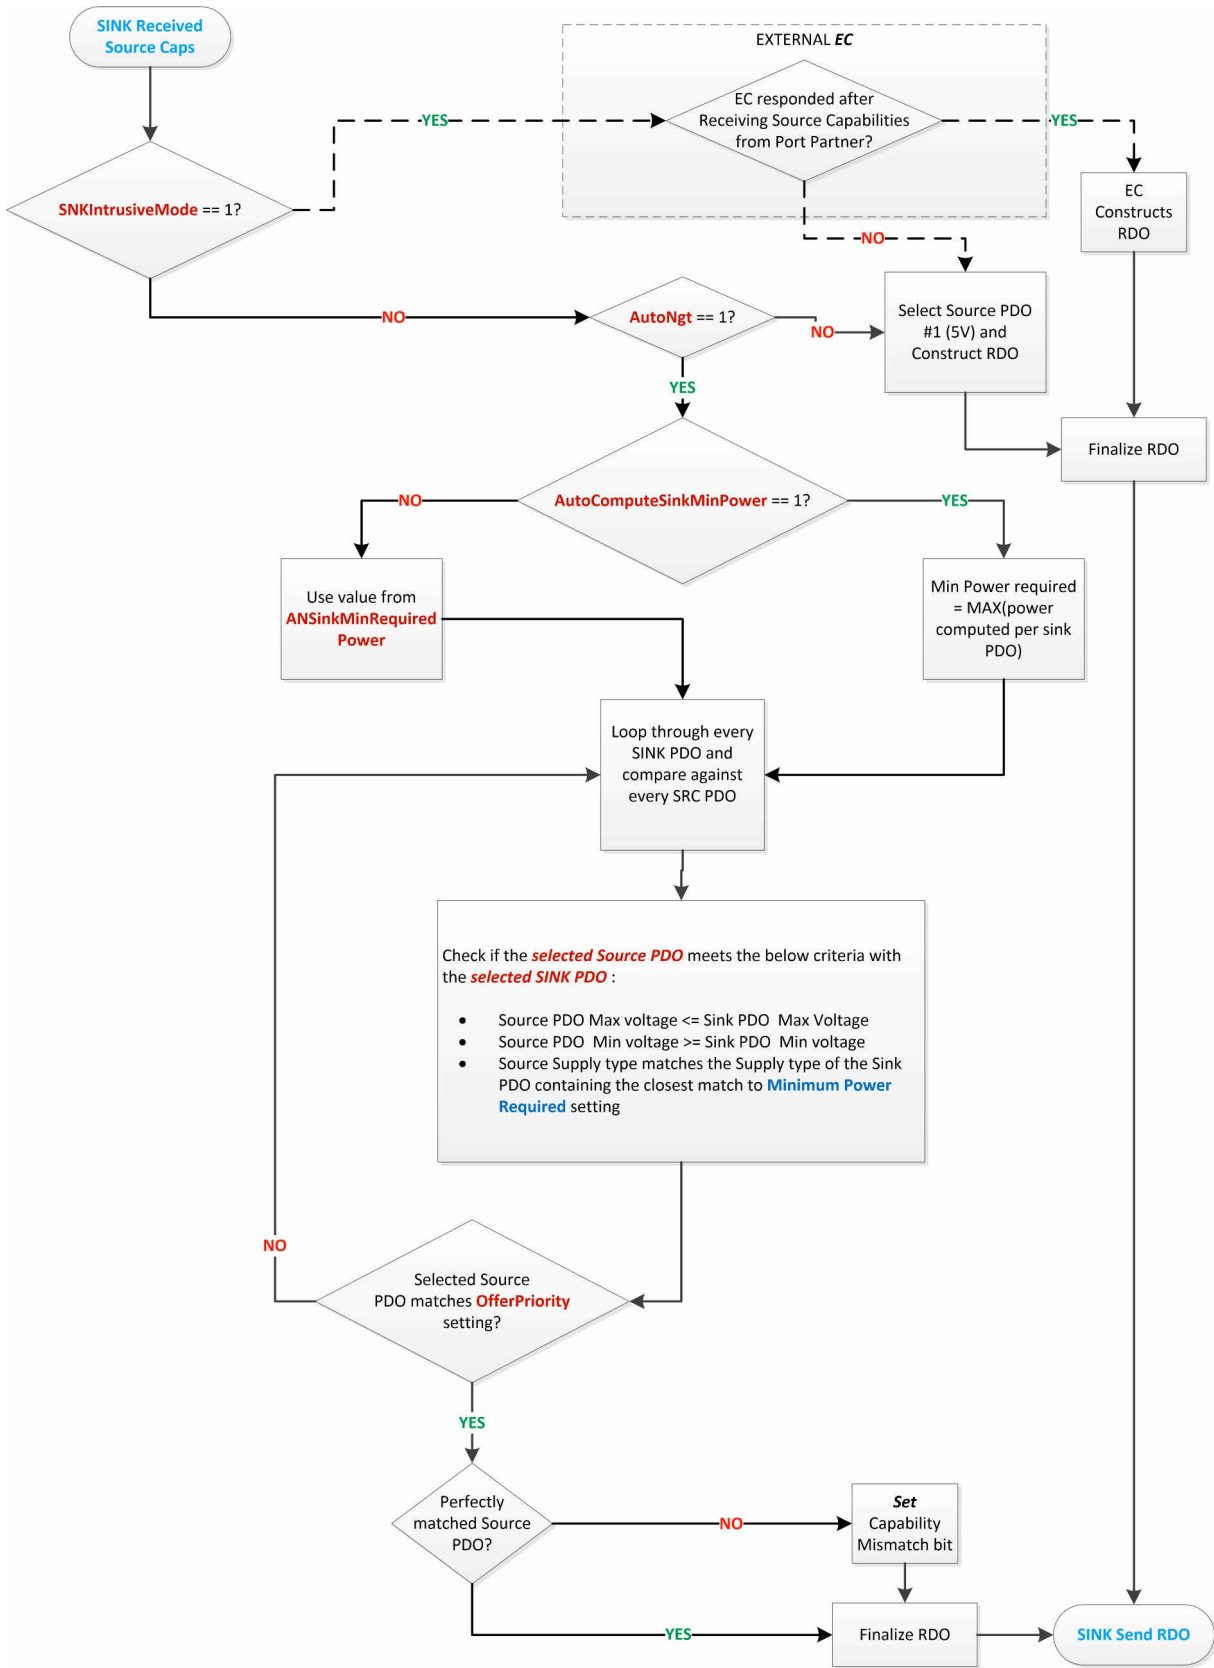 SINK Received
Source Caps
EXTERNAL EC
EC responded after
Receiving Source Capabilities
from Port Partner?
YES
YES
SNKIntrusiveMode == 1?
EC
Constructs
RDO
NO
NO
AutoNgt == 1?
NO
Select Source PDO
#1 (5V) and
Construct RDO
YES
Finalize RDO
AutoComputeSinkMinPower == 1?
NO
YES
Use value from
ANSinkMinRequired
Power
Min Power required
= MAX(power
computed per sink
PDO)
Loop through every
SINK PDO and
compare against
every SRC PDO
Check if the selected Source PDO meets the below criteria with
the selected SINK PDO :
• Source PDO Max voltage <= Sink PDO Max Voltage
• Source PDO Min voltage >= Sink PDO Min voltage
• Source Supply type matches the Supply type of the Sink
PDO containing the closest match to Minimum Power
Required setting
NO
Selected Source
PDO matches OfferPriority
setting?
YES
Perfectly
matched Source
PDO?
NO
Set
Capability
Mismatch bit
YES
Finalize RDO
SINK Send RDO